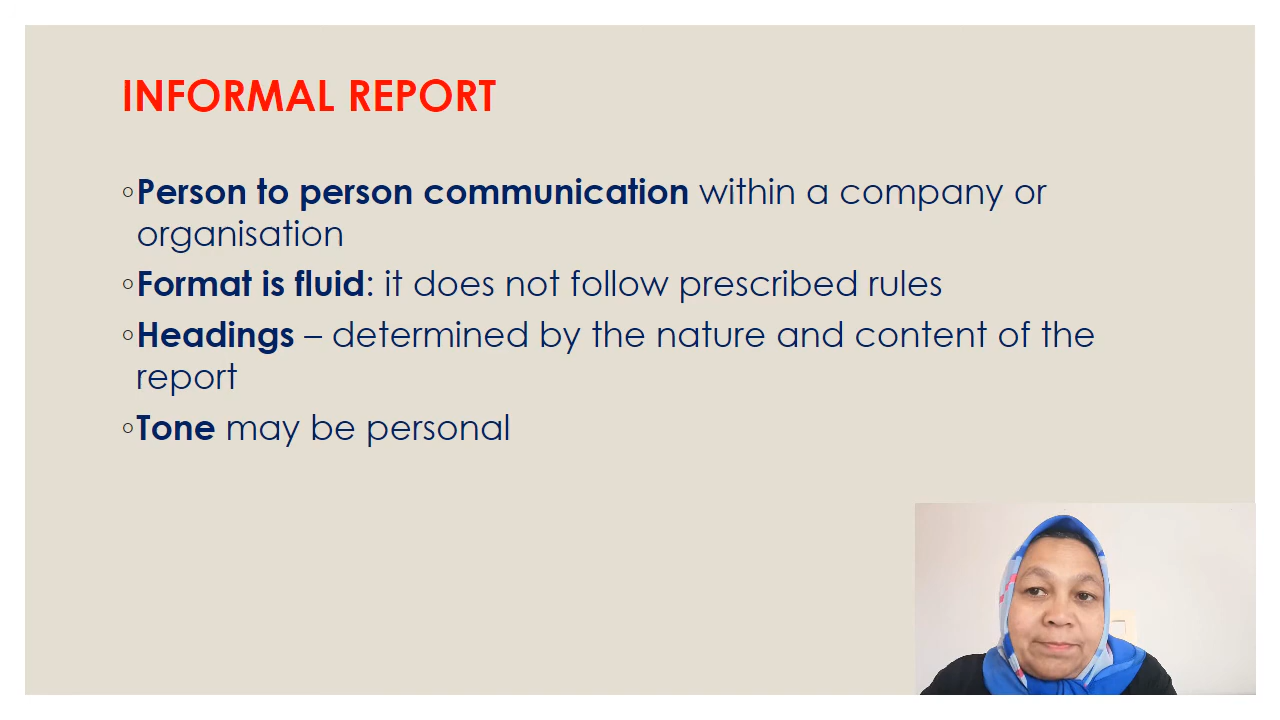 INFORMAL REPORT
◦Person to person communication within a company or
organisation
◦Format is fluid: it does not follow prescribed rules
◦Headings – determined by the nature and content of the
report
◦Tone may be personal